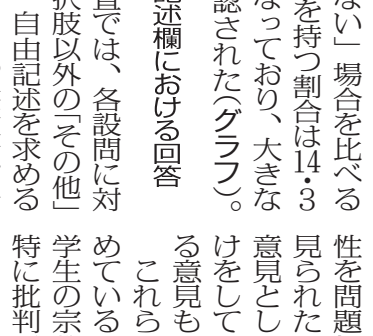 ない」場合を比べる
を持つ割合は14・3
なっており、大きな
認された(グラフ)。
述欄における回答
では、各設問に対
択肢以外の「その他」
自由記述を求める
性を問題
見られた
意見とし
けをして
る意見も
これら
めている
学生の宗
特に批判